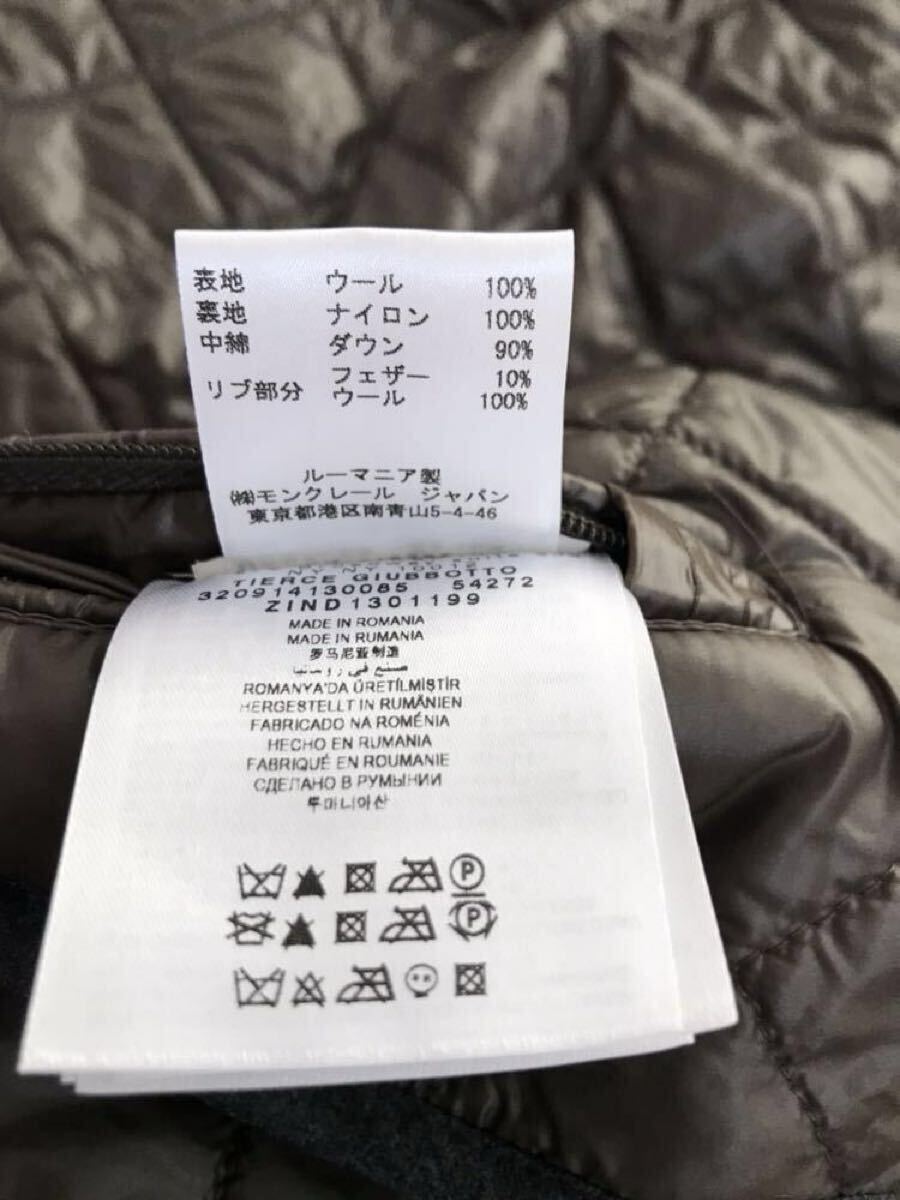 表地 ウール 100%
裏地 ナイロン 100%
中綿 ダウン 90%
フェザー 10%
リブ部分 ウール 100%
ルーマニア製
㈱モンクレール ジャパン
東京都港区南青山5-4-46
TIERCE GIUBBOTTO
320914130085 54272
ZIND1301199
MADE IN ROMANIA
MADE IN RUMANIA
罗马尼亚制造
صنع في رومانيا
ROMANYA'DA ÜRETİLMİSTİR
HERGESTELLT IN RUMÄNIEN
FABRICADO NA ROMÉNIA
HECHO EN RUMANIA
FABRIQUÉ EN ROUMANIE
СДЕЛАНО В РУМЫНИИ
루마니아산
P
P